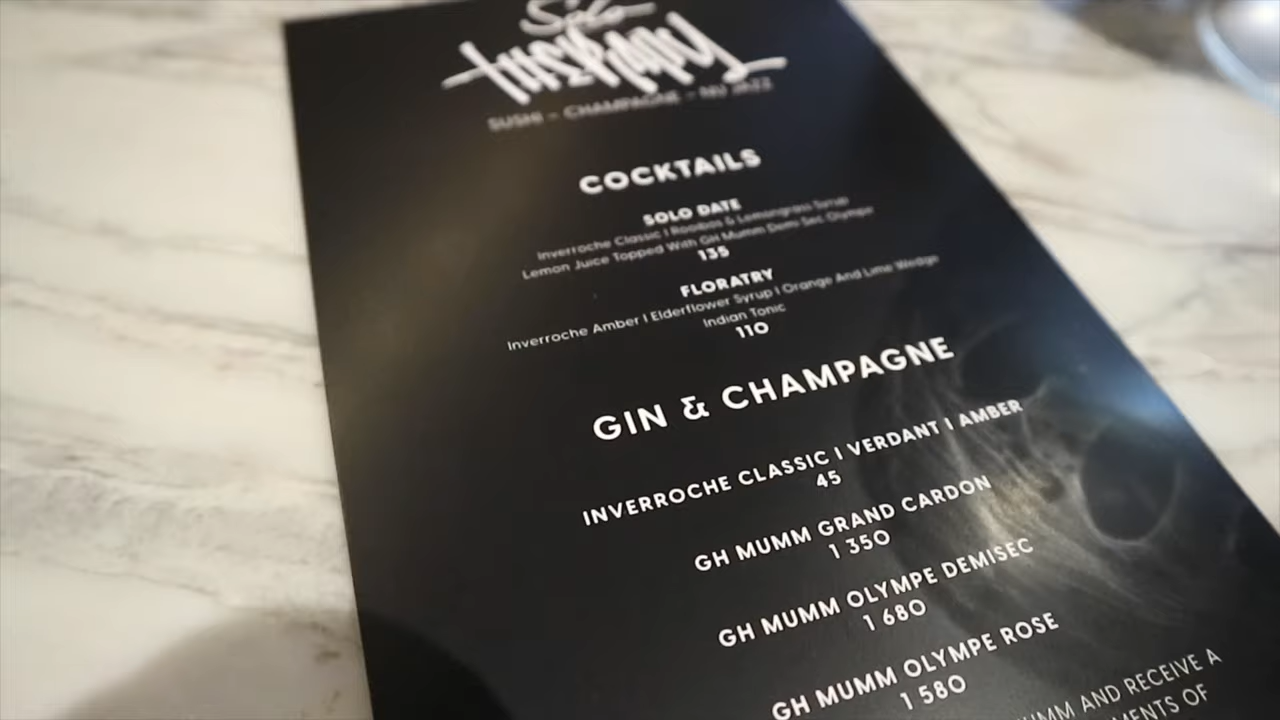 Solo
THERAPY
SUSHI - CHAMPAGNE - NU JAZZ
COCKTAILS
SOLO DATE
Inverroche Classic | Rooibos & Lemongrass Syrup
Lemon Juice Topped With GH Mumm Demi Sec Olympe
135
FLORATRY
Inverroche Amber | Elderflower Syrup | Orange And Lime Wedge
Indian Tonic
110
GIN & CHAMPAGNE
INVERROCHE CLASSIC | VERDANT | AMBER
45
GH MUMM GRAND CARDON
1 350
GH MUMM OLYMPE DEMISEC
1 680
GH MUMM OLYMPE ROSE
1 580
AND RECEIVE A
OF